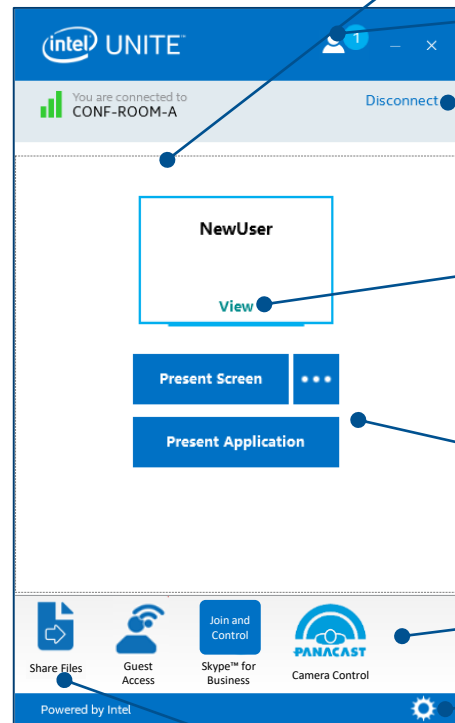 intel UNITE™
1
You are connected to
CONF-ROOM-A
Disconnect
NewUser
View
Present Screen
Present Application
Join and
Control
PANACAST
Share Files
Guest
Access
Skype™ for
Business
Camera Control
Powered by Intel